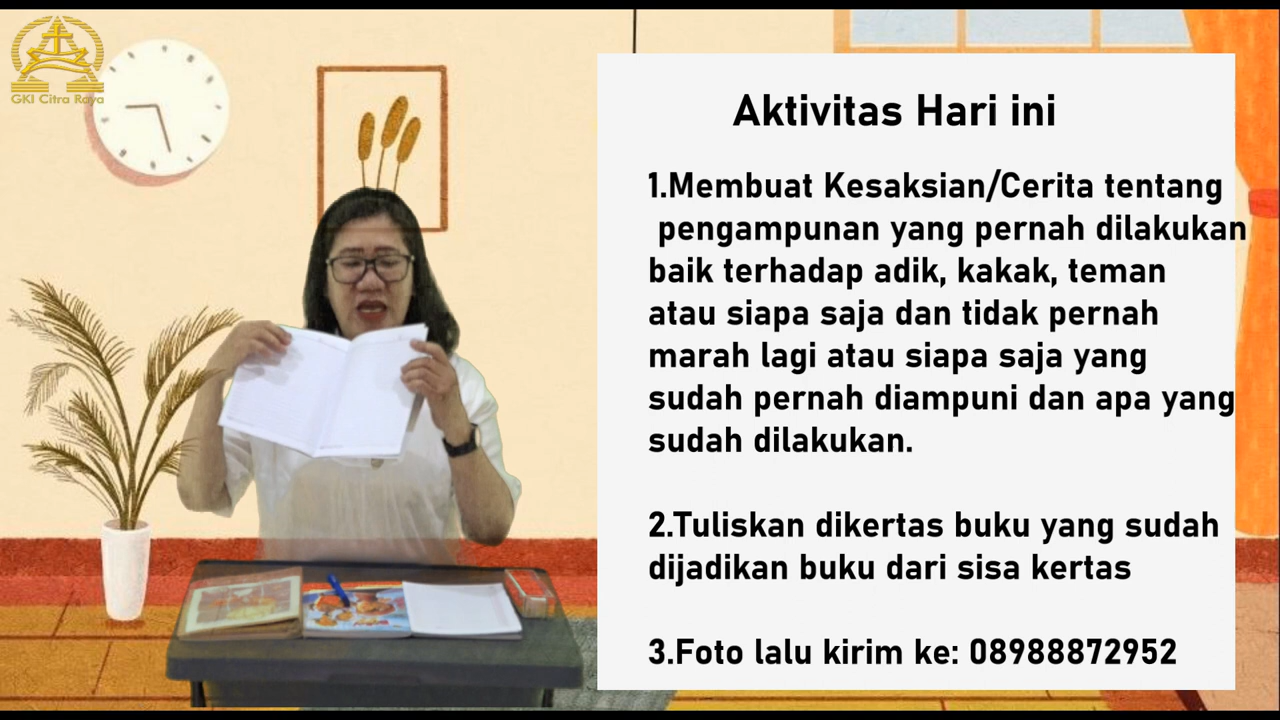 GKI Citra Raya
Aktivitas Hari ini
1.Membuat Kesaksian/Cerita tentang
pengampunan yang pernah dilakukan
baik terhadap adik, kakak, teman
atau siapa saja dan tidak pernah
marah lagi atau siapa saja yang
sudah pernah diampuni dan apa yang
sudah dilakukan.
2.Tuliskan dikertas buku yang sudah
dijadikan buku dari sisa kertas
3.Foto lalu kirim ke: 08988872952